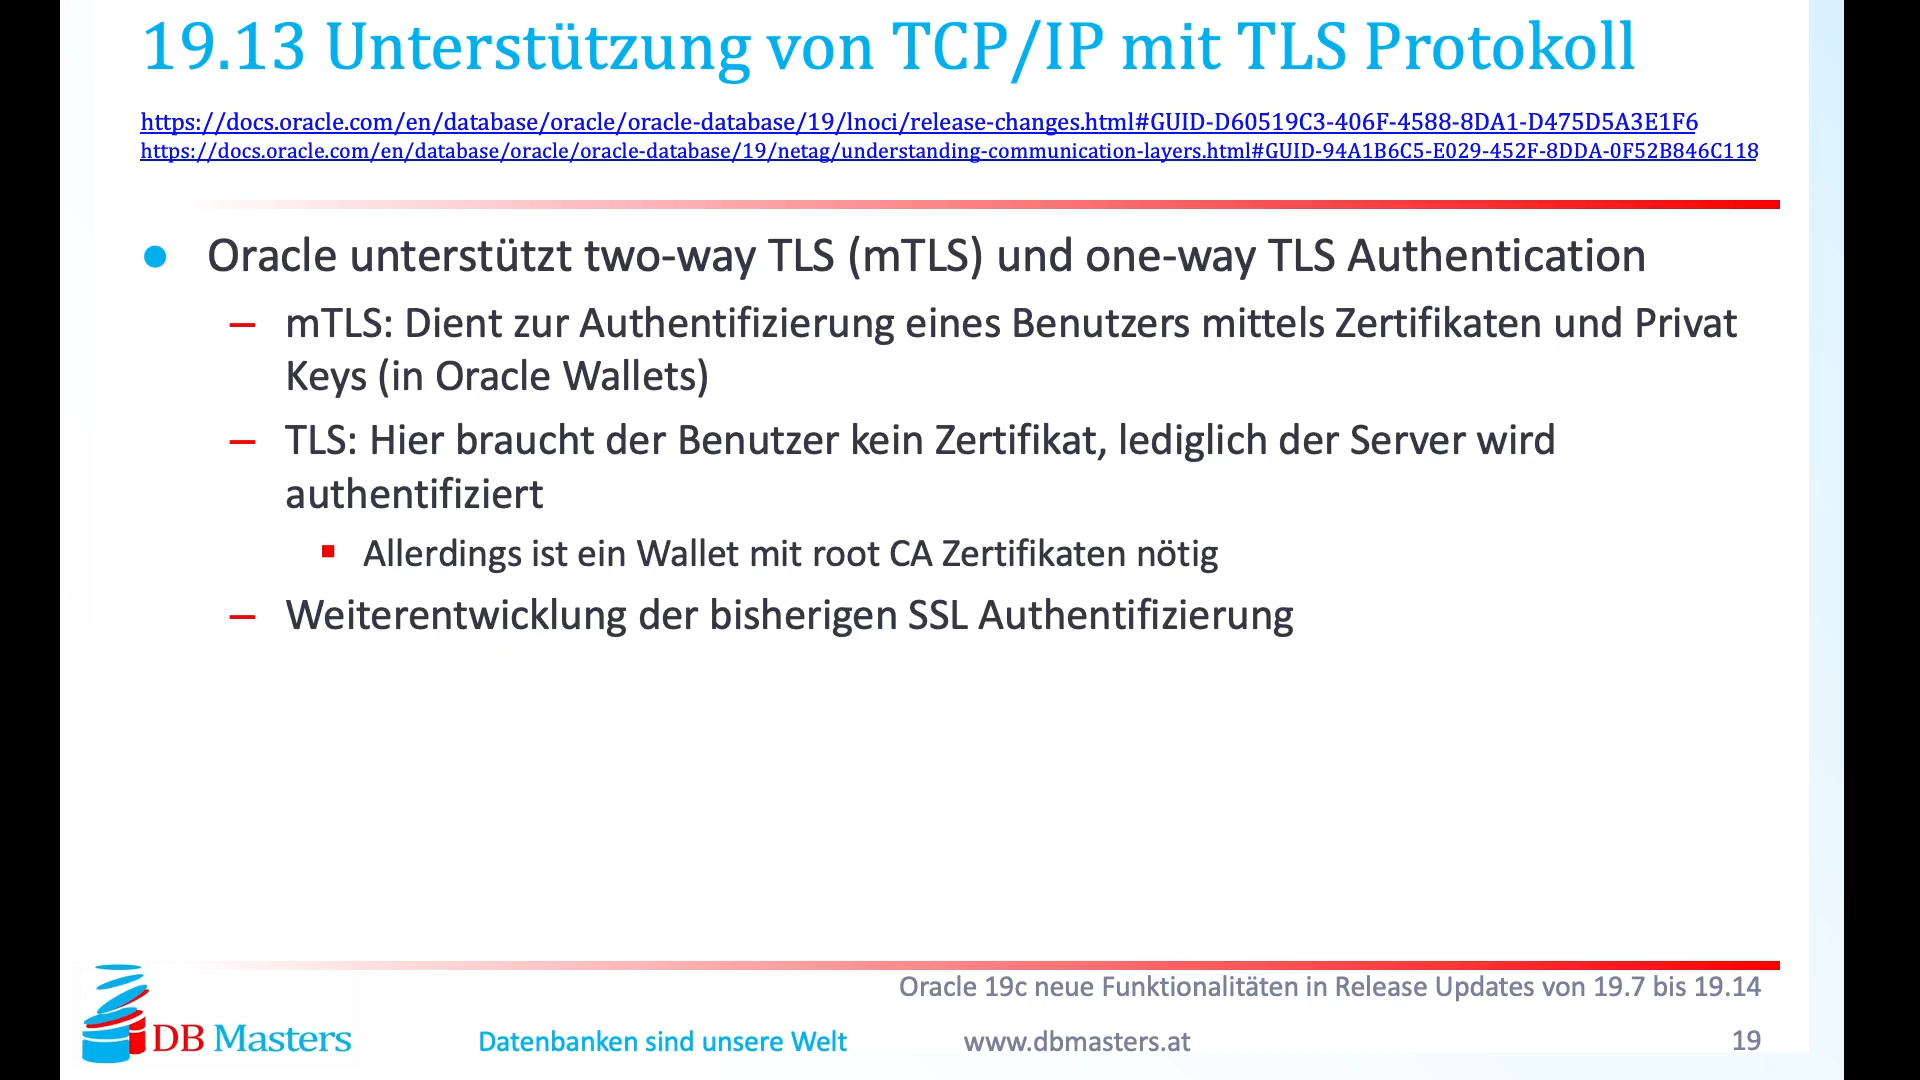 19.13 Unterstützung von TCP/IP mit TLS Protokoll
https://docs.oracle.com/en/database/oracle/oracle-database/19/lnoci/release-changes.html#GUID-D60519C3-406F-4588-8DA1-D475D5A3E1F6
https://docs.oracle.com/en/database/oracle/oracle-database/19/netag/understanding-communication-layers.html#GUID-94A1B6C5-E029-452F-8DDA-0F52B846C118
● Oracle unterstützt two-way TLS (mTLS) und one-way TLS Authentication
– mTLS: Dient zur Authentifizierung eines Benutzers mittels Zertifikaten und Privat
Keys (in Oracle Wallets)
– TLS: Hier braucht der Benutzer kein Zertifikat, lediglich der Server wird
authentifiziert
▪ Allerdings ist ein Wallet mit root CA Zertifikaten nötig
– Weiterentwicklung der bisherigen SSL Authentifizierung
Oracle 19c neue Funktionalitäten in Release Updates von 19.7 bis 19.14
DB Masters
Datenbanken sind unsere Welt
www.dbmasters.at
19